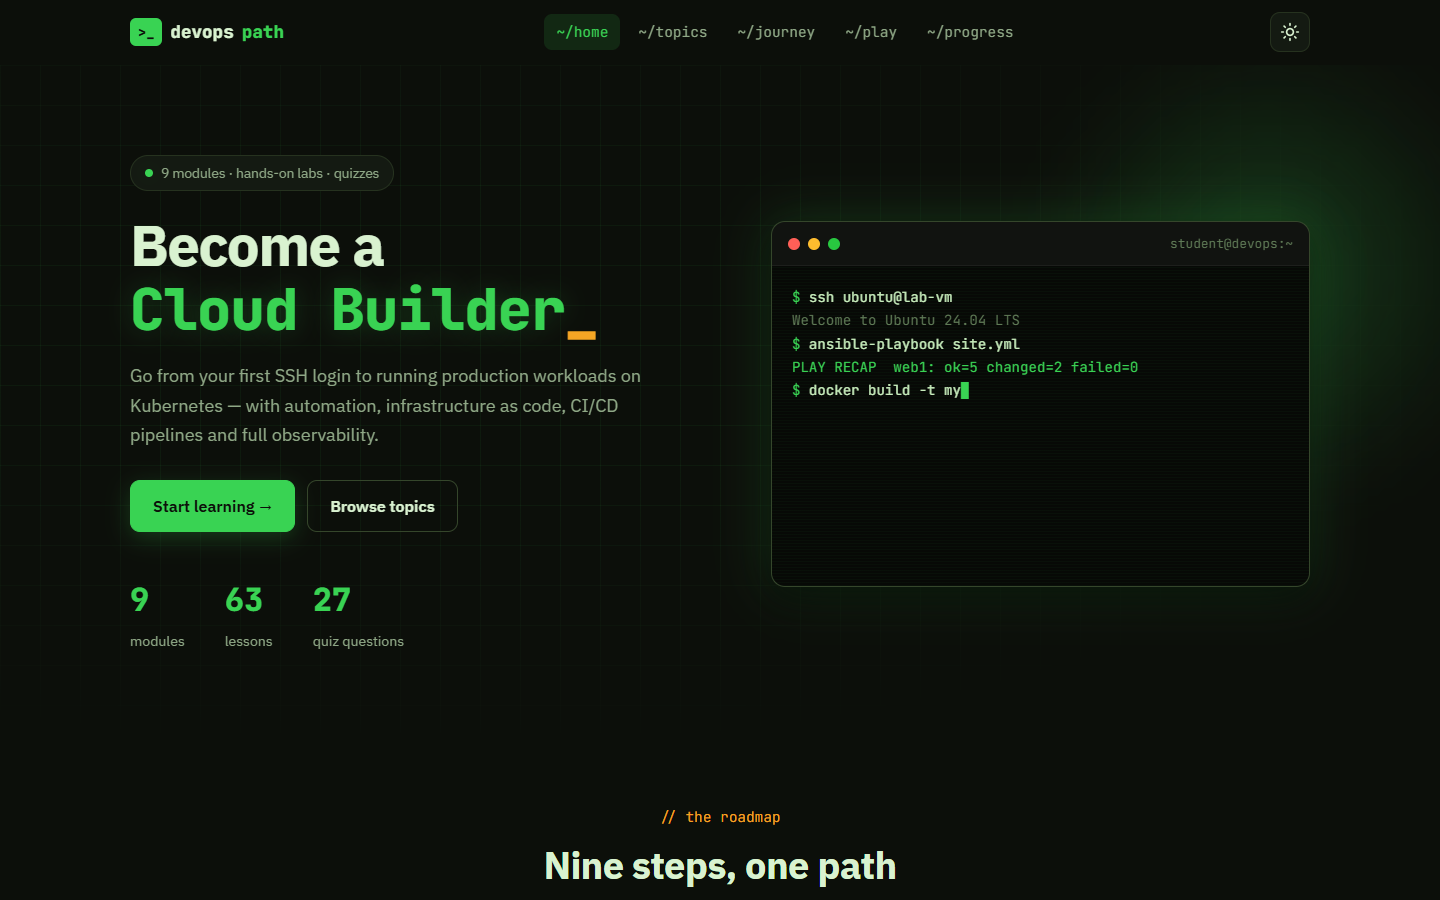 >_ devops path
~/home ~/topics ~/journey ~/play ~/progress
9 modules · hands-on labs · quizzes
Become a
Cloud Builder_
Go from your first SSH login to running production workloads on
Kubernetes — with automation, infrastructure as code, CI/CD
pipelines and full observability.
Start learning → Browse topics
9 63 27
modules lessons quiz questions
student@devops:~
$ ssh ubuntu@lab-vm
Welcome to Ubuntu 24.04 LTS
$ ansible-playbook site.yml
PLAY RECAP  web1: ok=5 changed=2 failed=0
$ docker build -t my
// the roadmap
Nine steps, one path